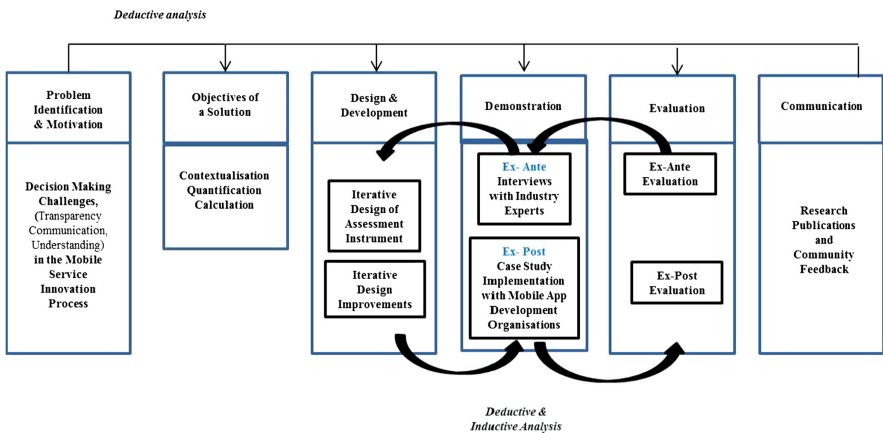 Deductive analysis
Problem
Identification
& Motivation
Decision Making
Challenges,
(Transparency
Communication,
Understanding)
in the Mobile
Service
Innovation
Process
Objectives of
a Solution
Contextualisation
Quantification
Calculation
Design &
Development
Iterative
Design of
Assessment
Instrument
Iterative
Design
Improvements
Demonstration
Ex- Ante
Interviews
with Industry
Experts
Ex- Post
Case Study
Implementation
with Mobile App
Development
Organisations
Evaluation
Ex-Ante
Evaluation
Ex-Post
Evaluation
Communication
Research
Publications
and
Community
Feedback
Deductive &
Inductive Analysis